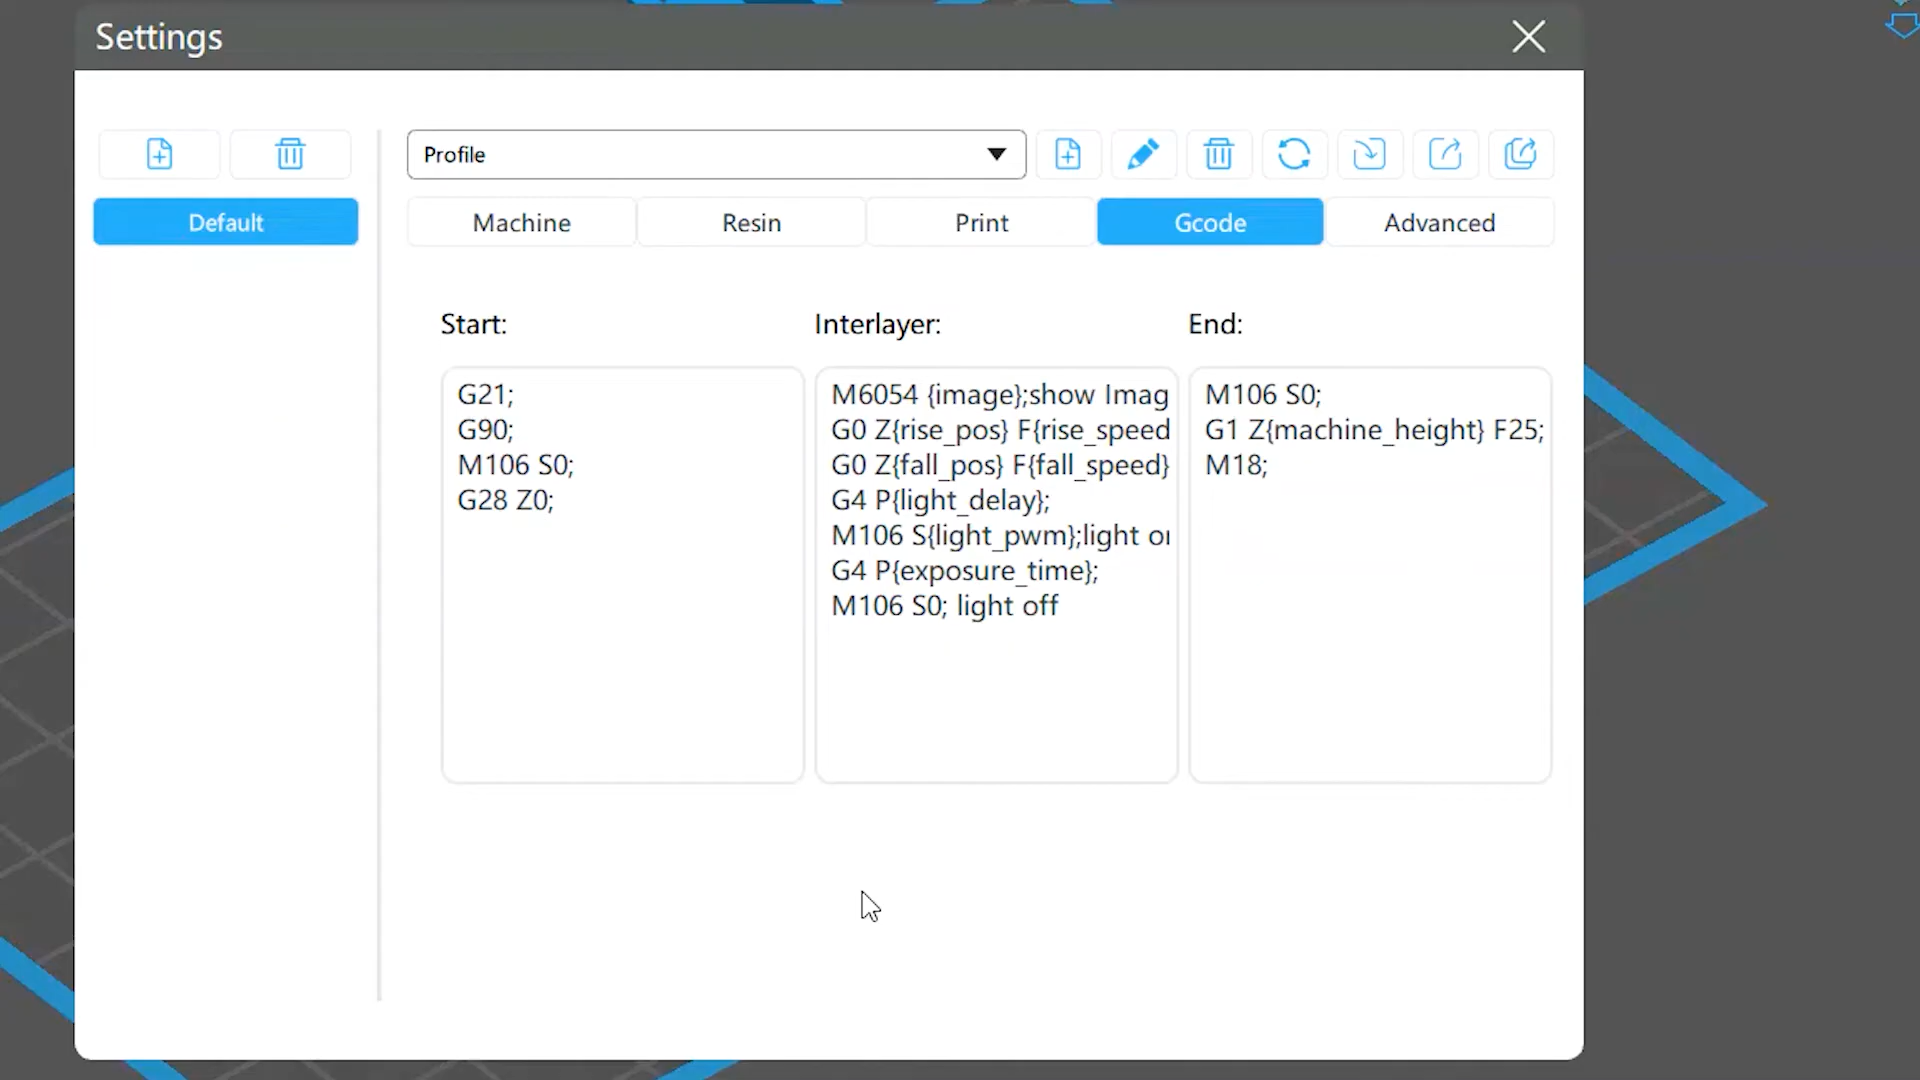 Settings
Profile
Default
Machine
Resin
Print
Gcode
Advanced
Start:
G21;
G90;
M106 S0;
G28 Z0;
Interlayer:
M6054 {image};show Imag
G0 Z{rise_pos} F{rise_speed
G0 Z{fall_pos} F{fall_speed}
G4 P{light_delay};
M106 S{light_pwm};light
G4 P{exposure_time};
M106 S0; light off
End:
M106 S0;
G1 Z{machine_height} F25;
M18;